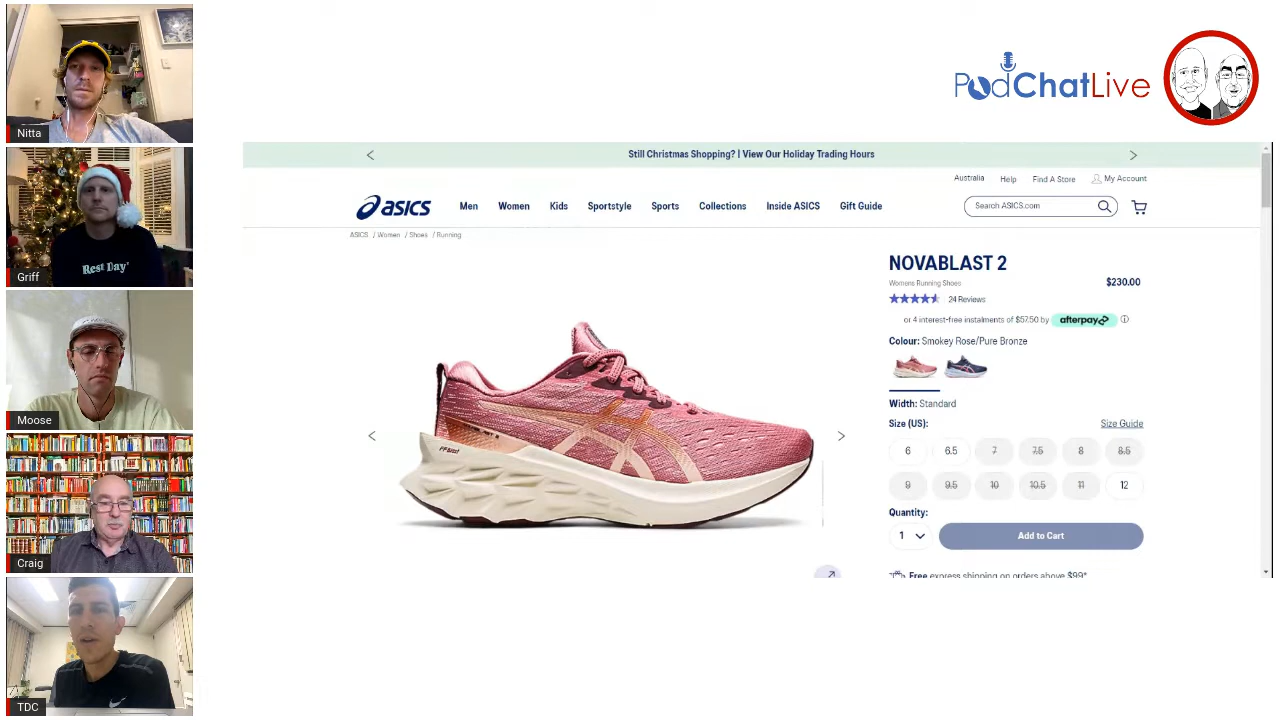 Nitta
Rest Day
Griff
Moose
Craig
TDC
PodChatLive
Still Christmas Shopping? | View Our Holiday Trading Hours
Australia Help Find A Store My Account
asics Men Women Kids Sportstyle Sports Collections Inside ASICS Gift Guide Search ASICS.com
ASICS / Women / Shoes / Running
NOVABLAST 2
Womens Running Shoes $230.00
24 Reviews
or 4 interest-free instalments of $57.50 by afterpay
Colour: Smokey Rose/Pure Bronze
Width: Standard
Size (US): Size Guide
6 6.5 7 7.5 8 8.5
9 9.5 10 10.5 11 12
Quantity:
1 Add to Cart
Free express shipping on orders above $99*